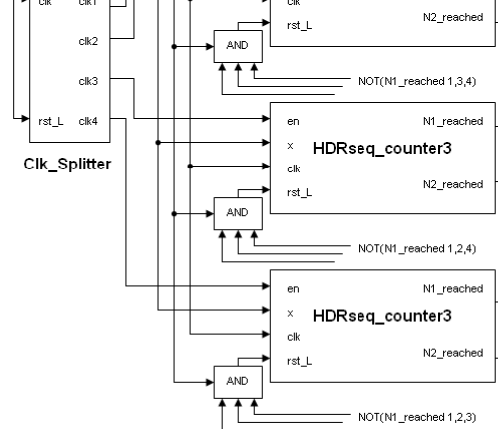 clk clk1
clk
N2_reached
rst_L
clk2
AND
clk3
NOT(N1_reached 1,3,4)
rst_L clk4
en N1_reached
x HDRseq_counter3
Clk_Splitter
clk
rst_L N2_reached
AND
NOT(N1_reached 1,2,4)
en N1_reached
x HDRseq_counter3
clk
rst_L N2_reached
AND
NOT(N1_reached 1,2,3)